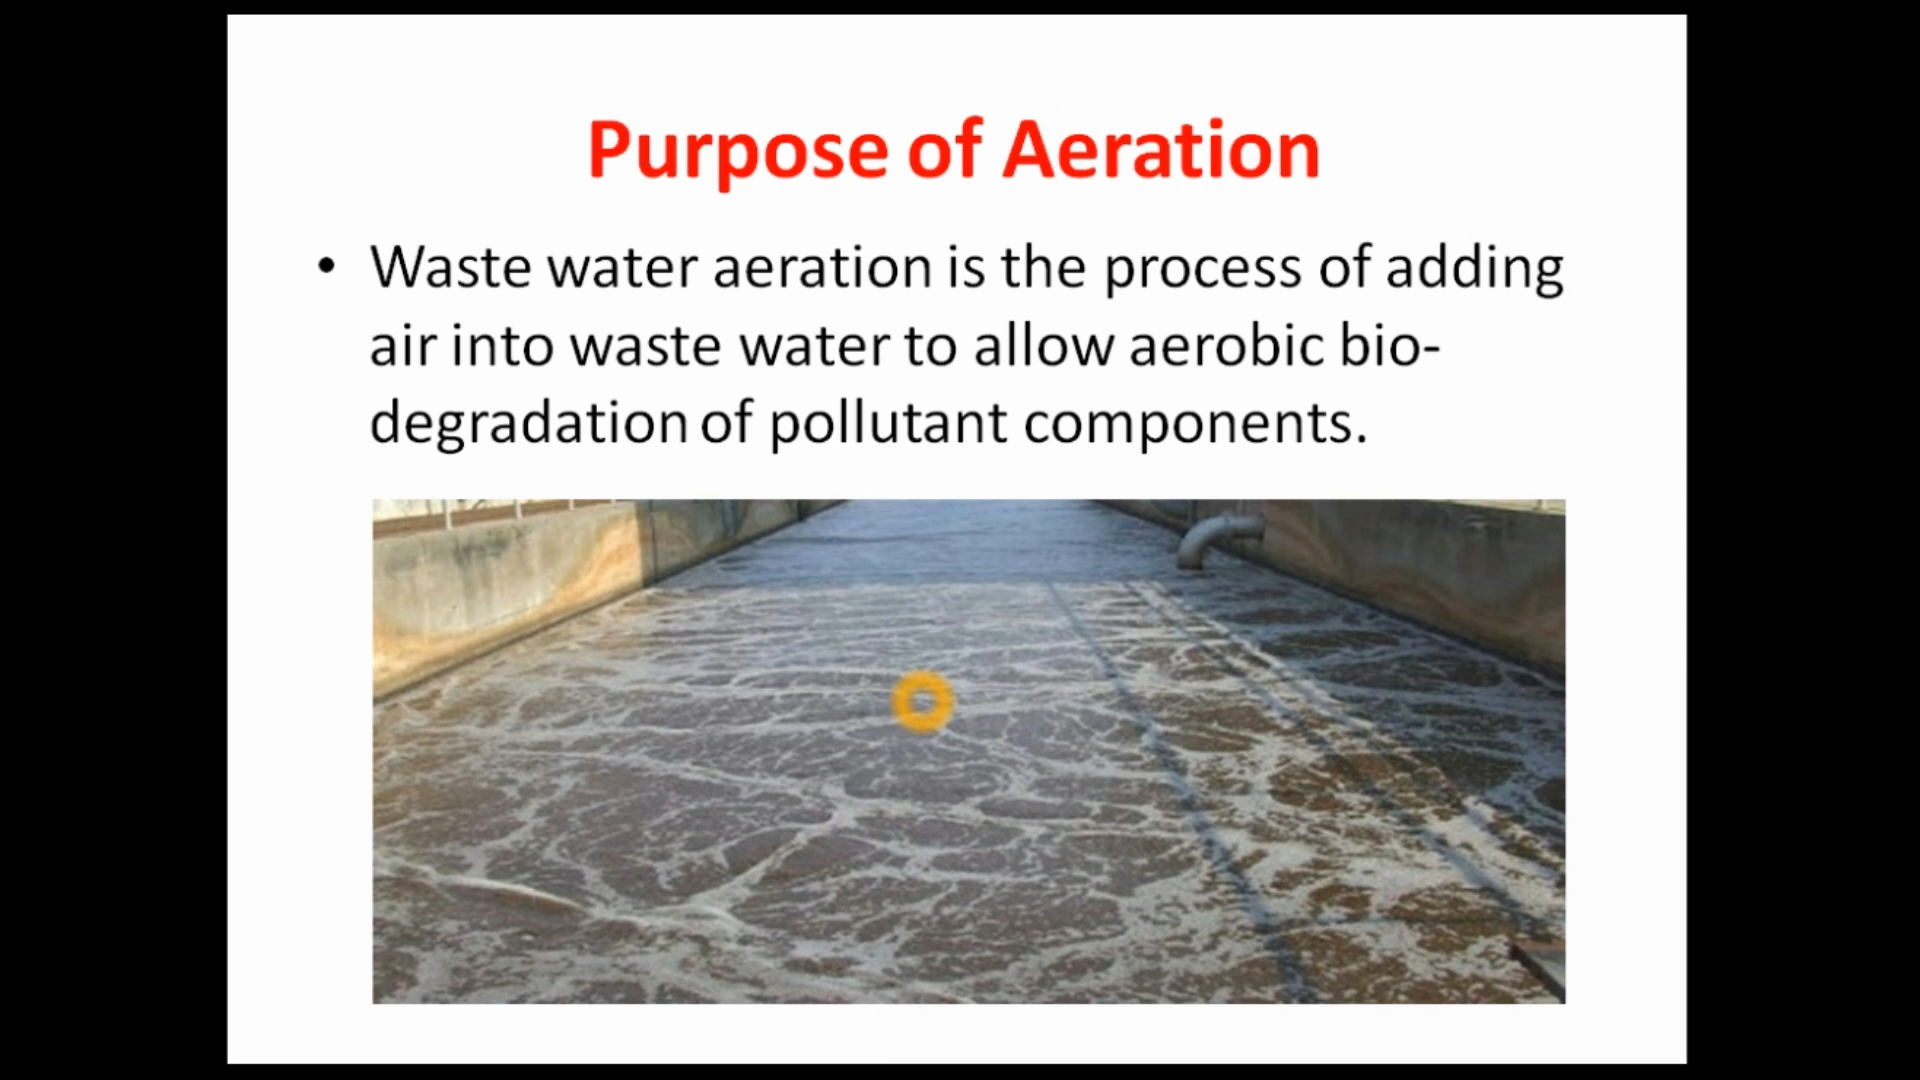 Purpose of Aeration
• Waste water aeration is the process of adding
air into waste water to allow aerobic bio-
degradation of pollutant components.